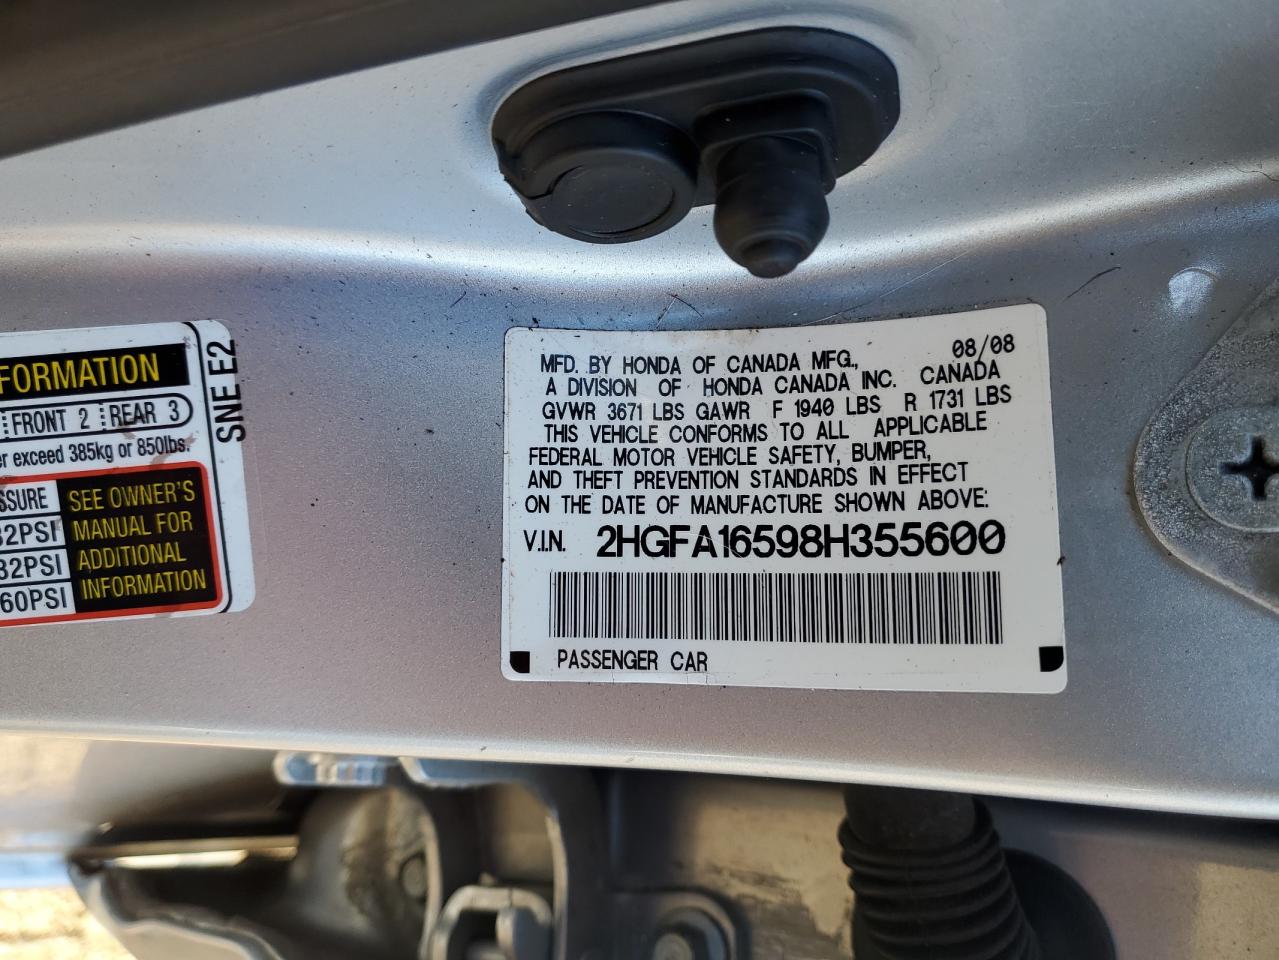 FORMATION
FRONT 2 REAR 3
exceed 385kg or 850lbs.
SEE OWNER'S
MANUAL FOR
ADDITIONAL
INFORMATION
32PSI
60PSI
SNE E2
MFD. BY HONDA OF CANADA MFG., 08/08
A DIVISION OF HONDA CANADA INC. CANADA
GVWR 3671 LBS GAWR F 1940 LBS R 1731 LBS
THIS VEHICLE CONFORMS TO ALL APPLICABLE
FEDERAL MOTOR VEHICLE SAFETY, BUMPER,
AND THEFT PREVENTION STANDARDS IN EFFECT
ON THE DATE OF MANUFACTURE SHOWN ABOVE:
V.I.N. 2HGFA16598H355600
PASSENGER CAR